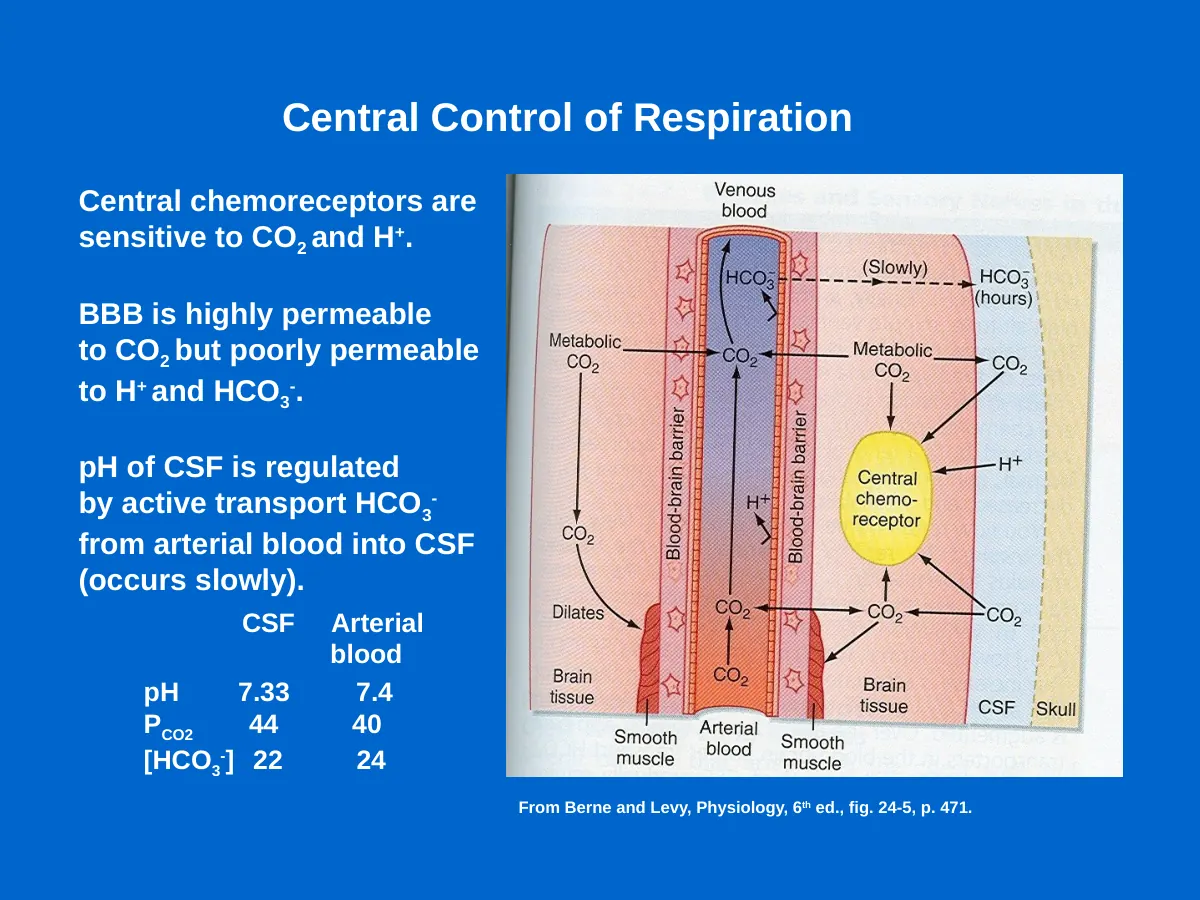 Central Control of Respiration
Central chemoreceptors are
sensitive to CO₂ and H⁺.
BBB is highly permeable
to CO₂ but poorly permeable
to H⁺ and HCO₃⁻.
pH of CSF is regulated
by active transport HCO₃⁻
from arterial blood into CSF
(occurs slowly).
CSF Arterial
blood
pH 7.33 7.4
P_CO2 44 40
[HCO₃⁻] 22 24
Venous
blood
HCO₃⁻
(Slowly)
HCO₃⁻
(hours)
Metabolic
CO₂
CO₂
Metabolic
CO₂
CO₂
Blood-brain barrier
Blood-brain barrier
H⁺
Central
chemo-
receptor
H⁺
CO₂
Dilates
CO₂
CO₂
CO₂
CO₂
Brain
tissue
Brain
tissue
CSF
Skull
Smooth
muscle
Arterial
blood
Smooth
muscle
From Berne and Levy, Physiology, 6th ed., fig. 24-5, p. 471.